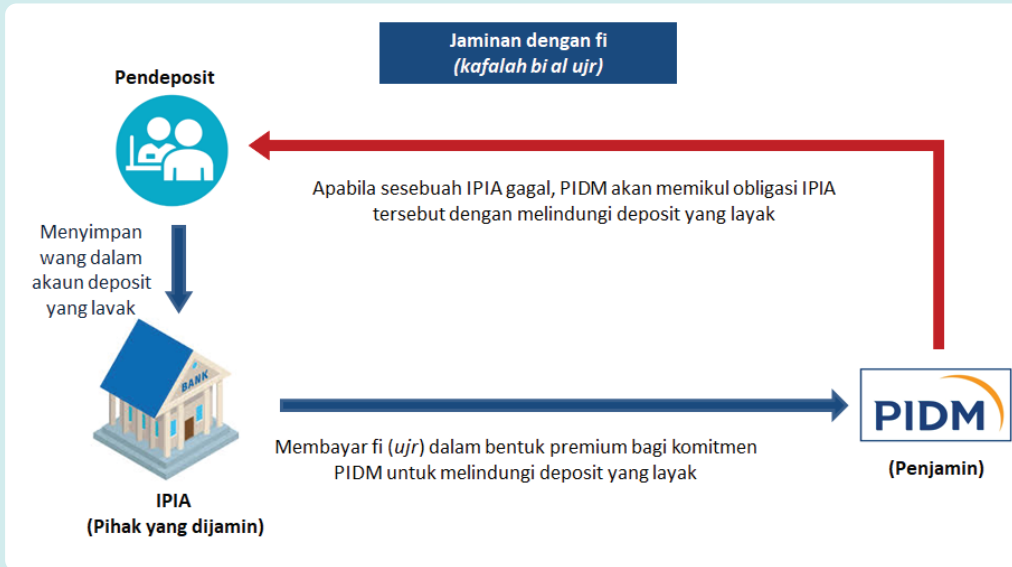 Jaminan dengan fi
(kafalah bi al ujr)
Pendeposit
Apabila sesebuah IPIA gagal, PIDM akan memikul obligasi IPIA
tersebut dengan melindungi deposit yang layak
Menyimpan
wang dalam
akaun deposit
yang lavak
BANK
IPIA
(Pihak yang dijamin)
Membayar fi (ujr) dalam bentuk premium bagi komitmen
PIDM untuk melindungi deposit yang layak
PIDM
(Penjamin)